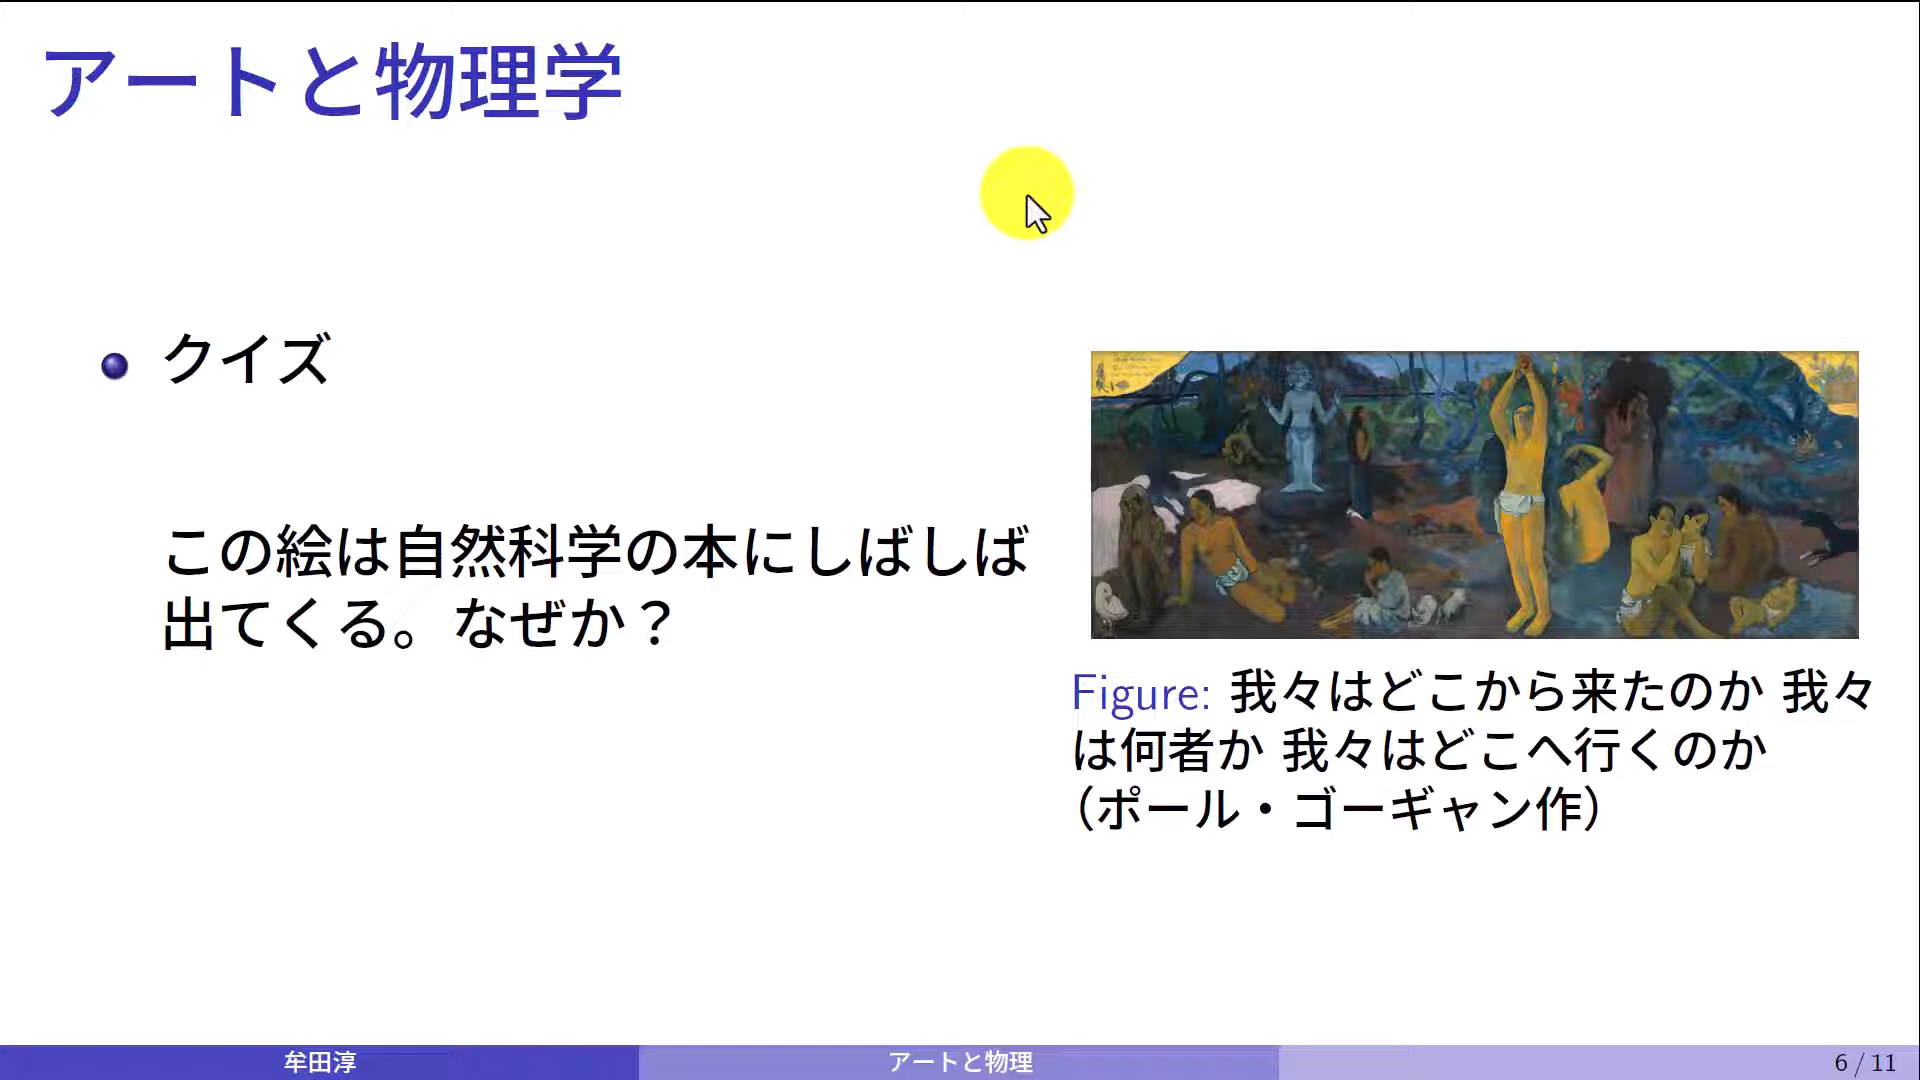 アートと物理学
クイズ
この絵は自然科学の本にしばしば
出てくる。なぜか？
Figure: 我々はどこから来たのか 我々
は何者か 我々はどこへ行くのか
（ポール・ゴーギャン作）
牟田淳
アートと物理
6 / 11